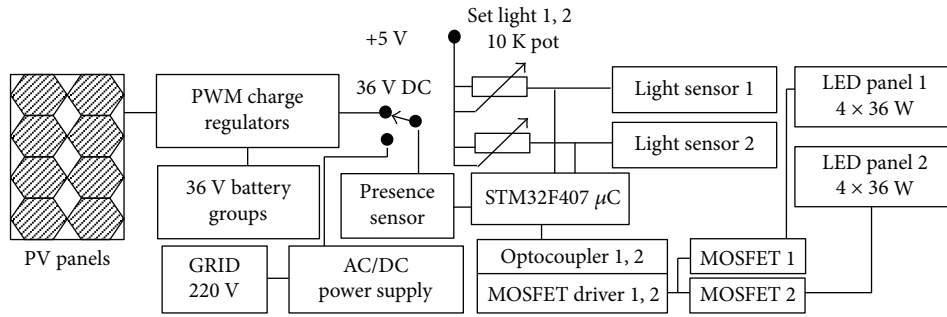 Set light 1, 2
10 K pot
+5 V
36 V DC
PV panels
PWM charge
regulators
36 V battery
groups
GRID
220 V
AC/DC
power supply
Presence
sensor
Light sensor 1
Light sensor 2
STM32F407 μC
Optocoupler 1, 2
MOSFET driver 1, 2
MOSFET 1
MOSFET 2
LED panel 1
4 × 36 W
LED panel 2
4 × 36 W